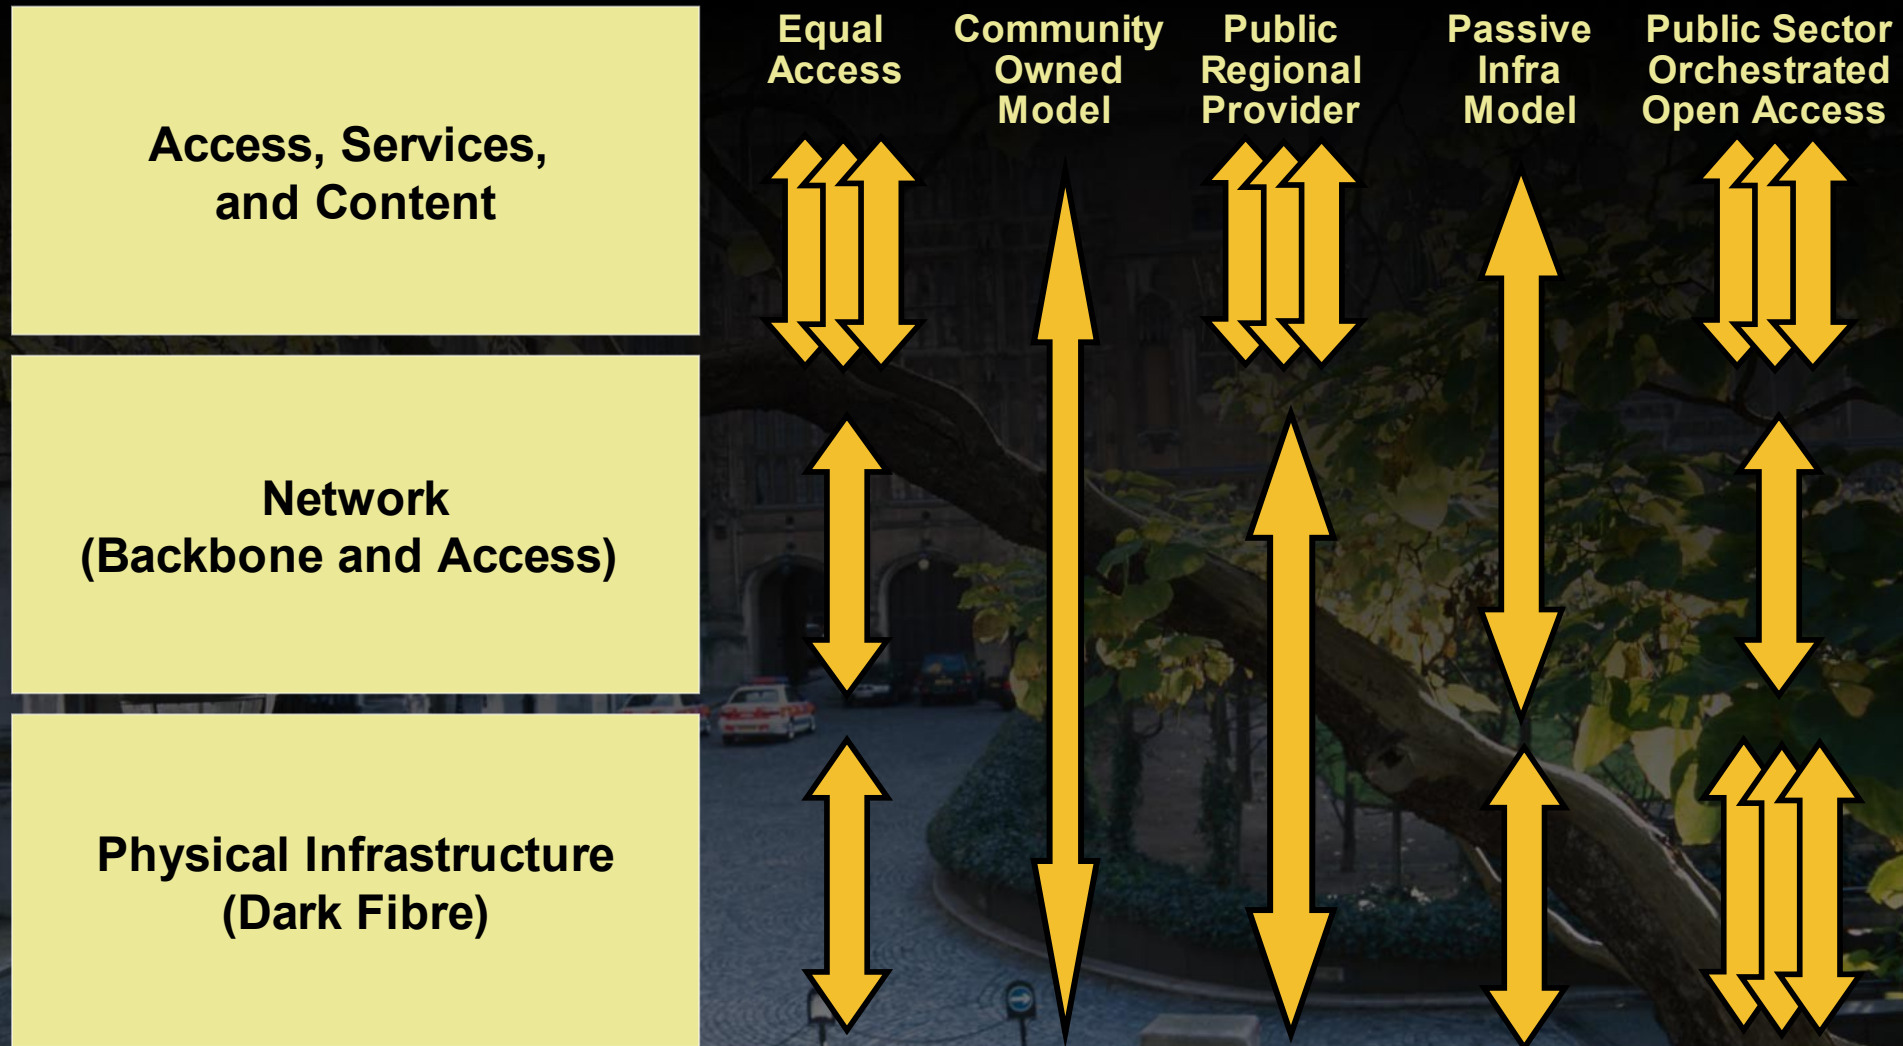 Access, Services,
and Content
Network
(Backbone and Access)
Physical Infrastructure
(Dark Fibre)
Equal
Access
Community
Owned
Model
Public
Regional
Provider
Passive
Infra
Model
Public Sector
Orchestrated
Open Access